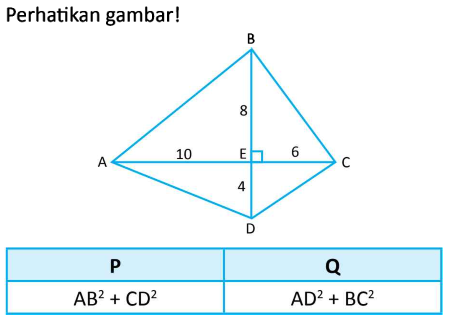 Perhatikan gambar!
B
8
A 10 E 6 C
4
D
P Q
AB² + CD² AD² + BC²